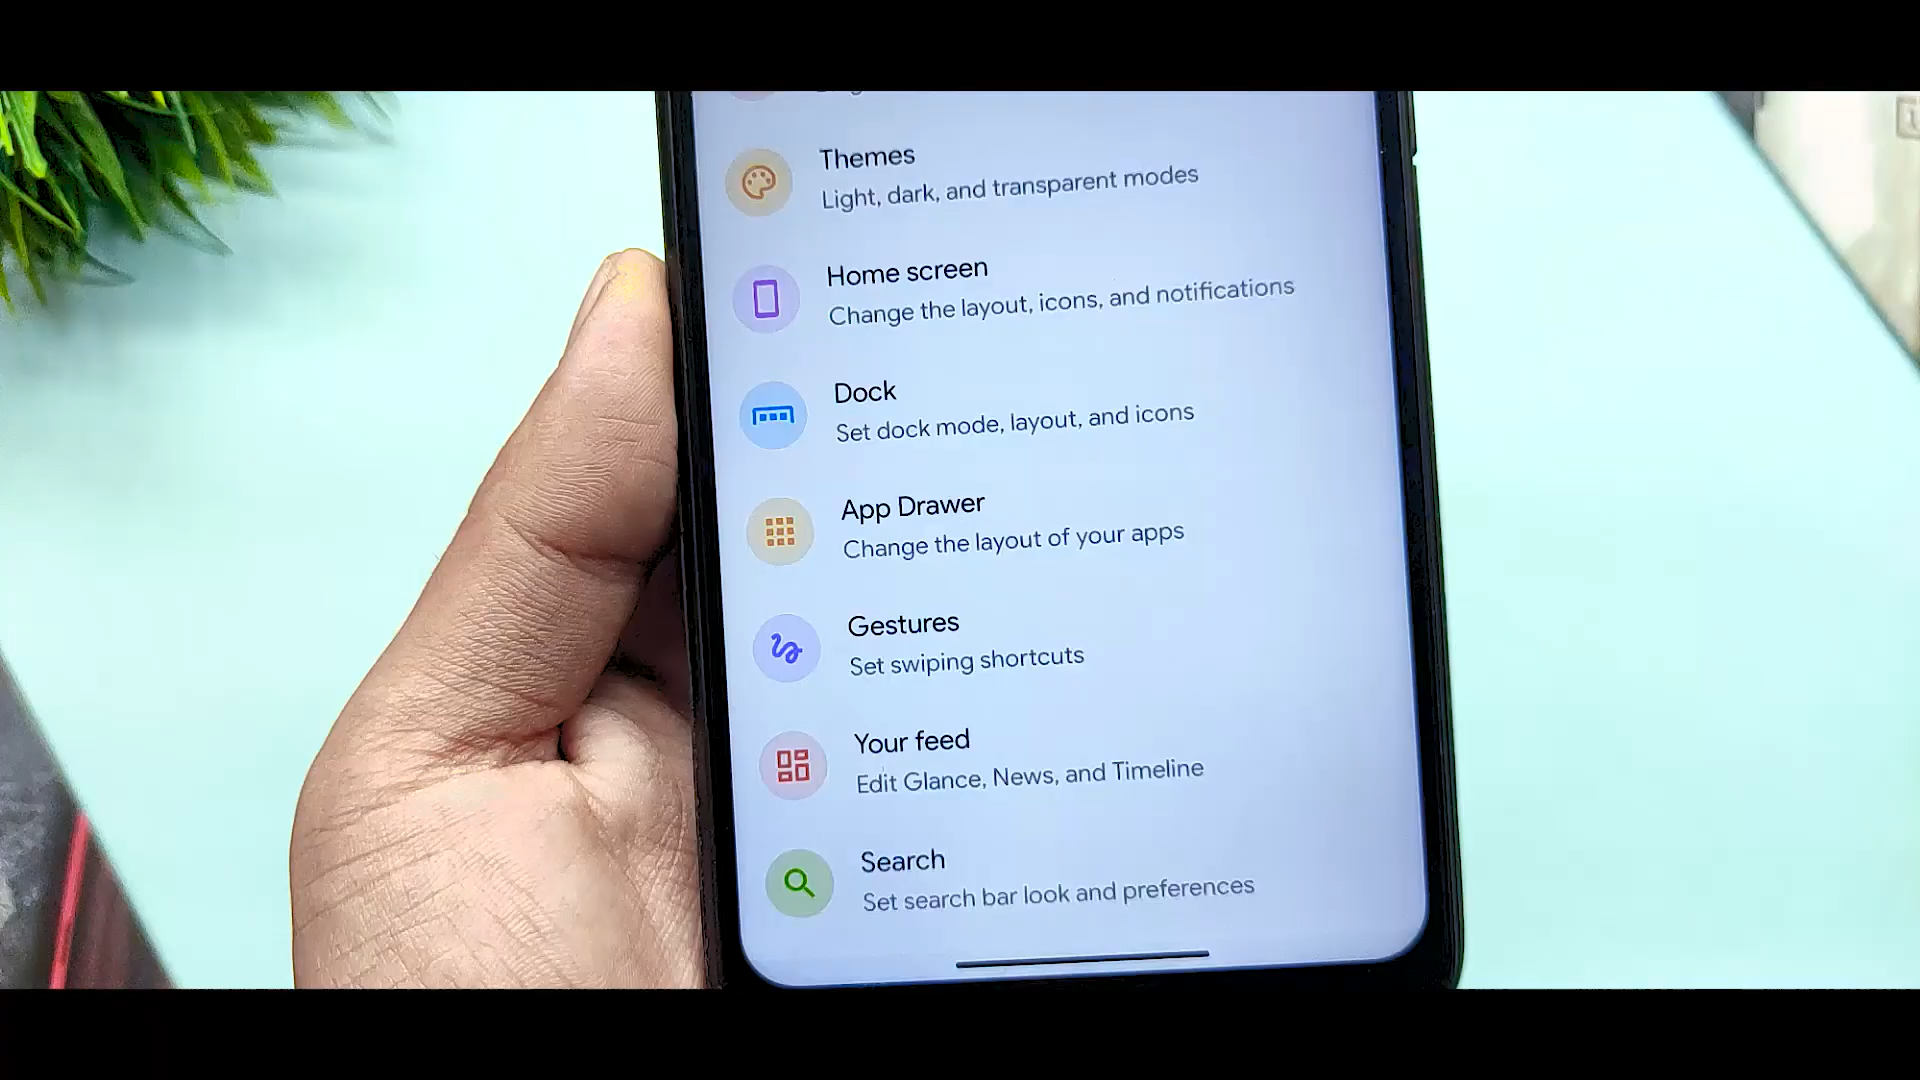 Themes
Light, dark, and transparent modes
Home screen
Change the layout, icons, and notifications
Dock
Set dock mode, layout, and icons
App Drawer
Change the layout of your apps
Gestures
Set swiping shortcuts
Your feed
Edit Glance, News, and Timeline
Search
Set search bar look and preferences